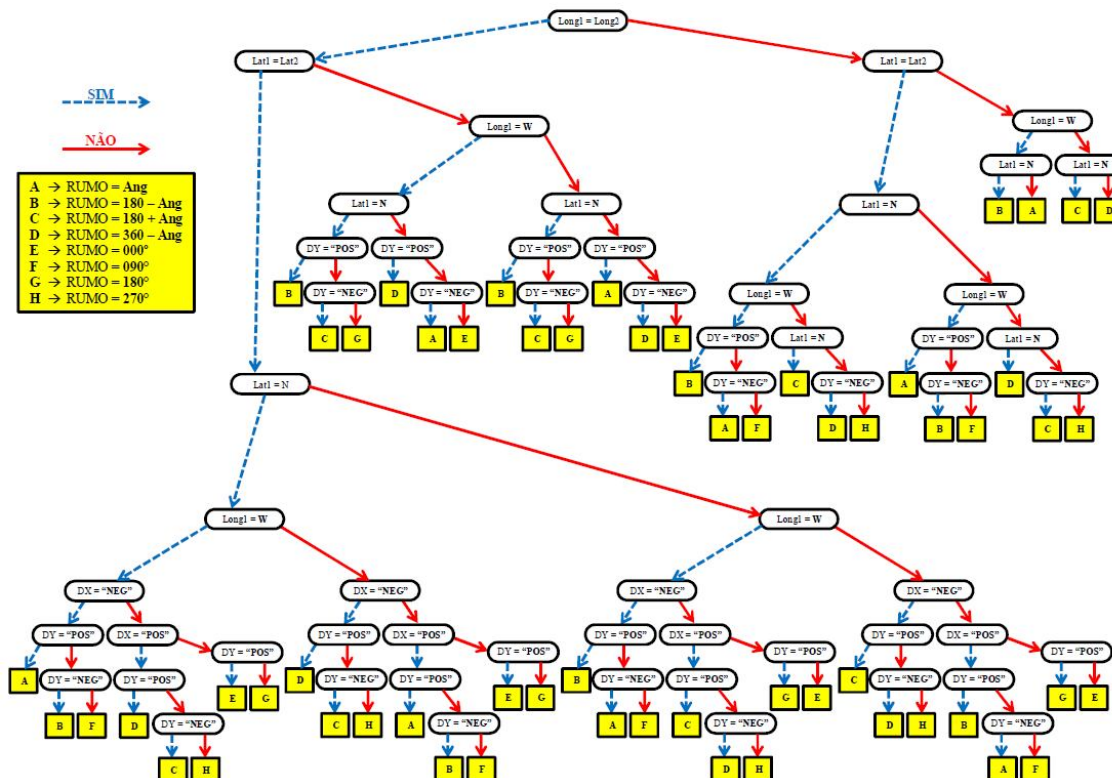 Long1 = Long2
Lat1 = Lat2
Lat1 = Lat2
SIM
NÃO
A → RUMO = Ang
B → RUMO = 180 – Ang
C → RUMO = 180 + Ang
D → RUMO = 360 – Ang
E → RUMO = 000°
F → RUMO = 090°
G → RUMO = 180°
H → RUMO = 270°
Long1 = W
Lat1 = N Lat1 = N
DY = "POS" DY = "POS" DY = "POS" DY = "POS"
B DY = "NEG" D DY = "NEG" B DY = "NEG" A DY = "NEG"
C G A E C G D E
Long1 = W
Lat1 = N Lat1 = N
B A C D
Lat1 = N
Long1 = W Long1 = W
DY = "POS" Lat1 = N DY = "POS" Lat1 = N
B DY = "NEG" C DY = "NEG" A DY = "NEG" D DY = "NEG"
A F D H B F C H
Lat1 = N
Long1 = W Long1 = W
DX = "NEG" DX = "NEG" DX = "NEG" DX = "NEG"
DY = "POS" DX = "POS" DY = "POS" DY = "POS" DX = "POS" DY = "POS" DY = "POS" DX = "POS" DY = "POS" DY = "POS" DX = "POS" DY = "POS"
A DY = "NEG" DY = "POS" E G D DY = "NEG" DY = "POS" E G B DY = "NEG" DY = "POS" G E C DY = "NEG" DY = "POS" G E
B F D DY = "NEG" C H A DY = "NEG" A F C DY = "NEG" D H B DY = "NEG"
C H B F D H A F